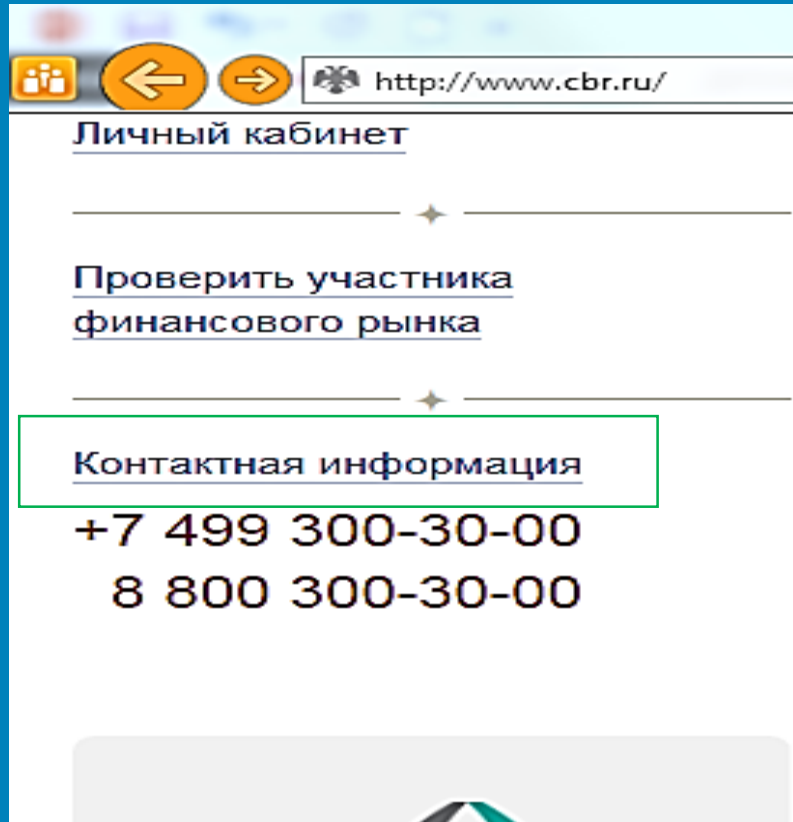 http://www.cbr.ru/
Личный кабинет
Проверить участника
финансового рынка
Контактная информация
+7 499 300-30-00
8 800 300-30-00